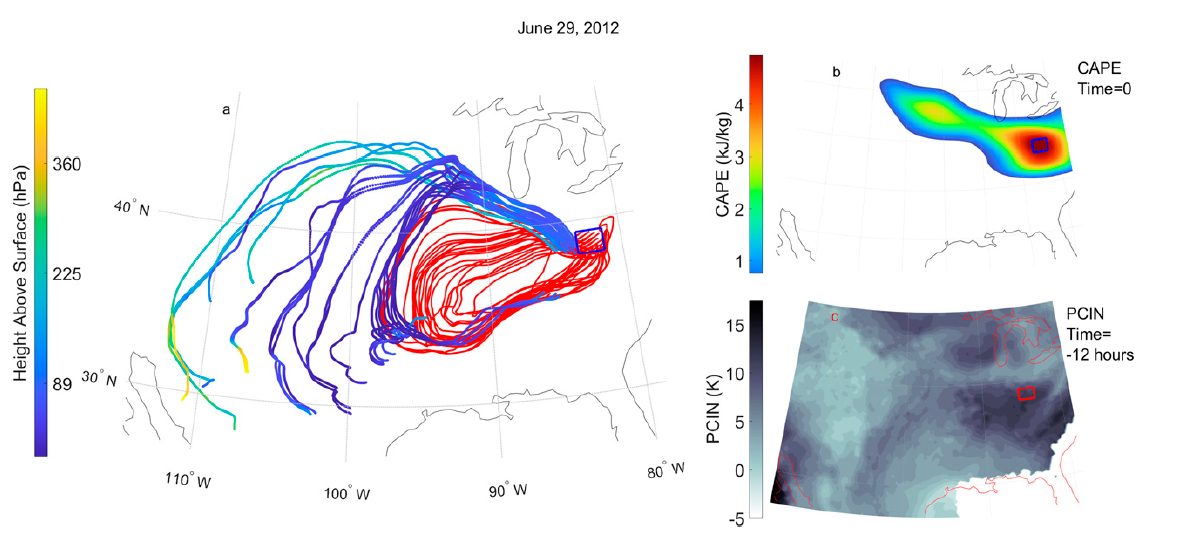 June 29, 2012
a
Height Above Surface (hPa)
360
225
89
40° N
30° N
110° W
100° W
90° W
80° W
b
CAPE
Time=0
CAPE (kJ/kg)
4
3
2
1
c
PCIN
Time=
-12 hours
PCIN (K)
15
10
5
0
-5